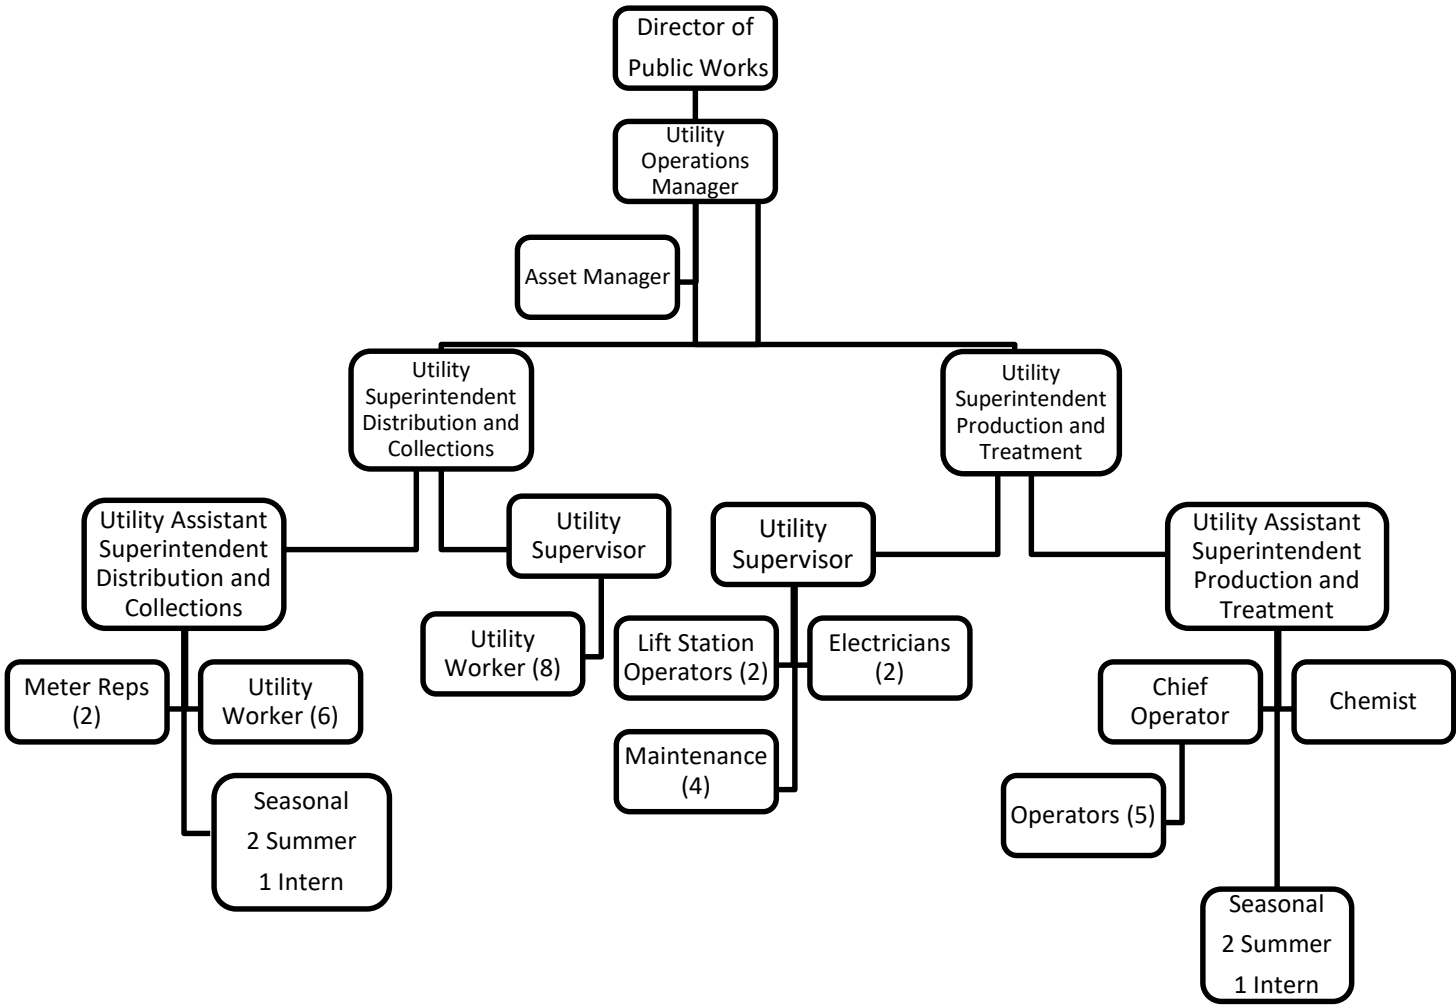 Director of
Public Works
Utility
Operations
Manager
Asset Manager
Utility
Superintendent
Distribution and
Collections
Utility
Superintendent
Production and
Treatment
Utility Assistant
Superintendent
Distribution and
Collections
Utility
Supervisor
Utility
Supervisor
Utility Assistant
Superintendent
Production and
Treatment
Utility
Worker (8)
Lift Station
Operators (2)
Electricians
(2)
Meter Reps
(2)
Utility
Worker (6)
Chief
Operator
Chemist
Maintenance
(4)
Operators (5)
Seasonal
2 Summer
1 Intern
Seasonal
2 Summer
1 Intern